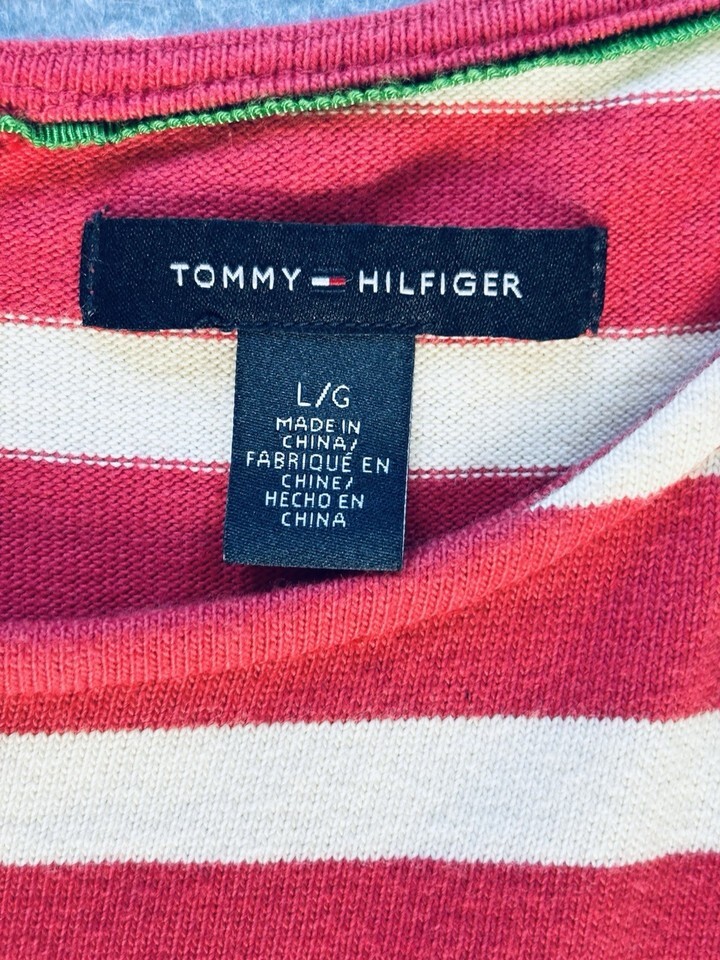 TOMMY HILFIGER
L/G
MADE IN
CHINA/
FABRIQUÉ EN
CHINE/
HECHO EN
CHINA